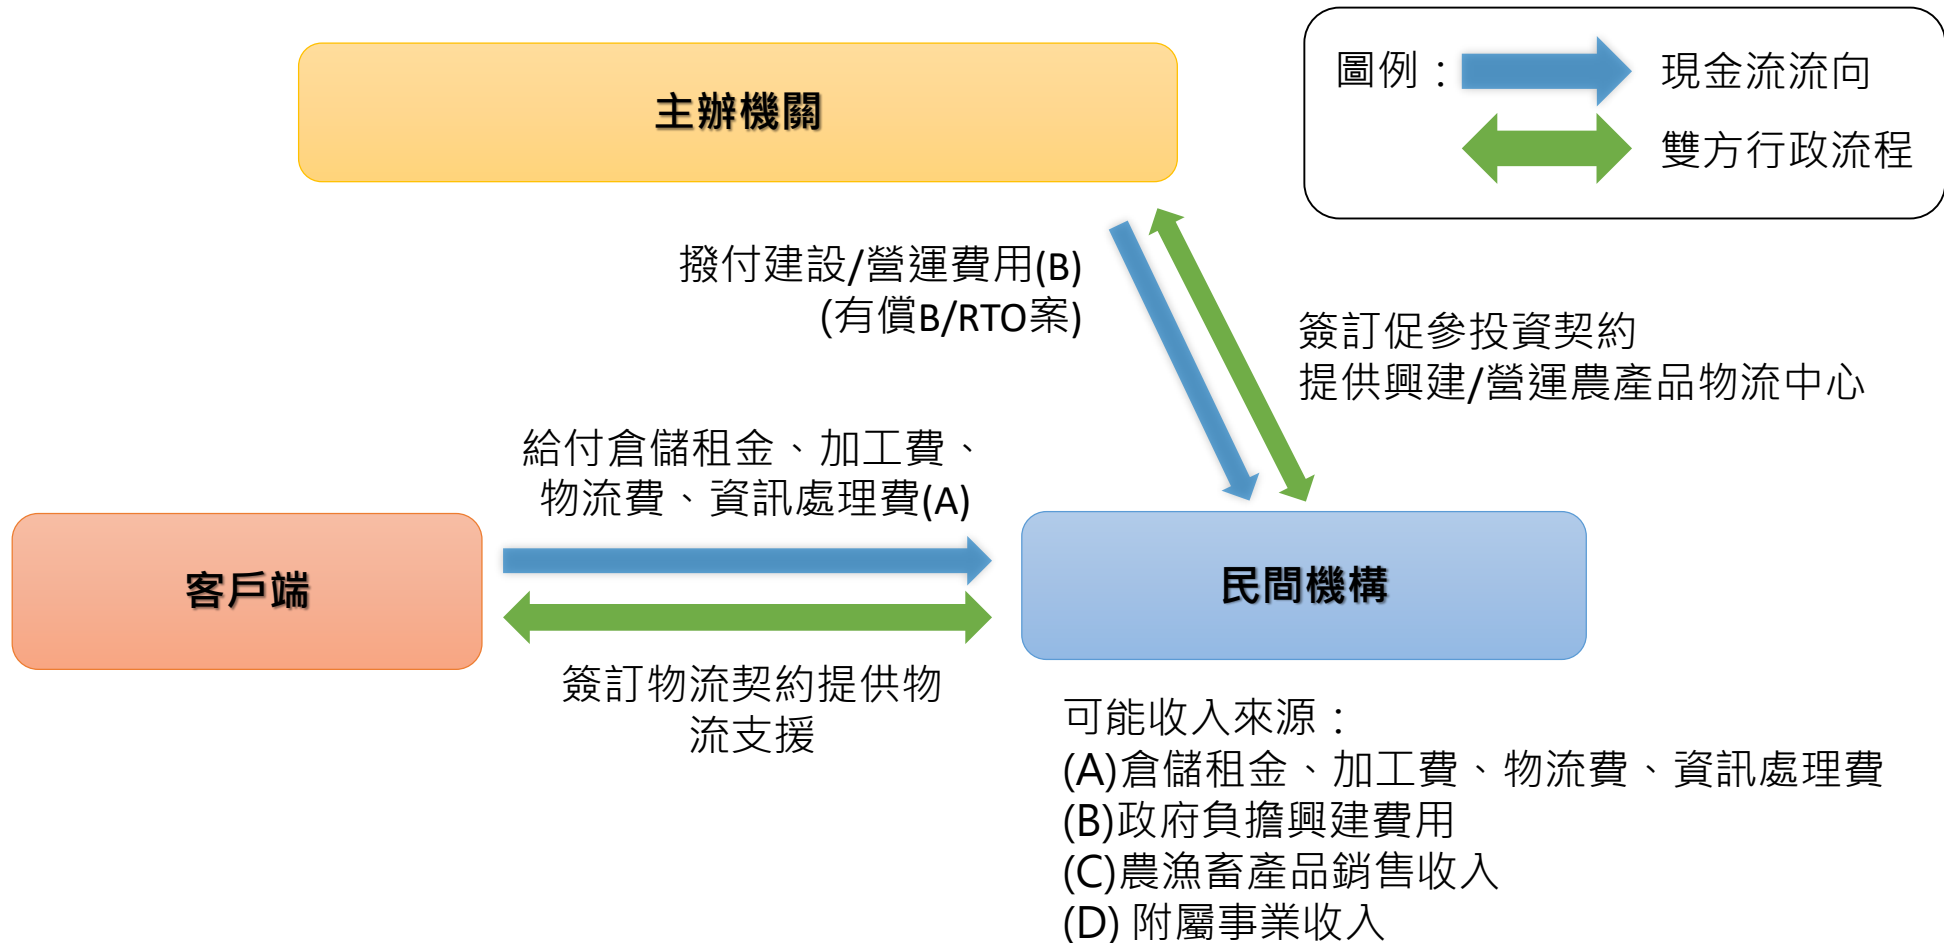 主辦機關
圖例：
現金流流向
雙方行政流程
撥付建設/營運費用(B)
(有償B/RTO案)
簽訂促參投資契約
提供興建/營運農產品物流中心
給付倉儲租金、加工費、
物流費、資訊處理費(A)
客戶端
民間機構
簽訂物流契約提供物
流支援
可能收入來源：
(A)倉儲租金、加工費、物流費、資訊處理費
(B)政府負擔興建費用
(C)農漁畜產品銷售收入
(D) 附屬事業收入